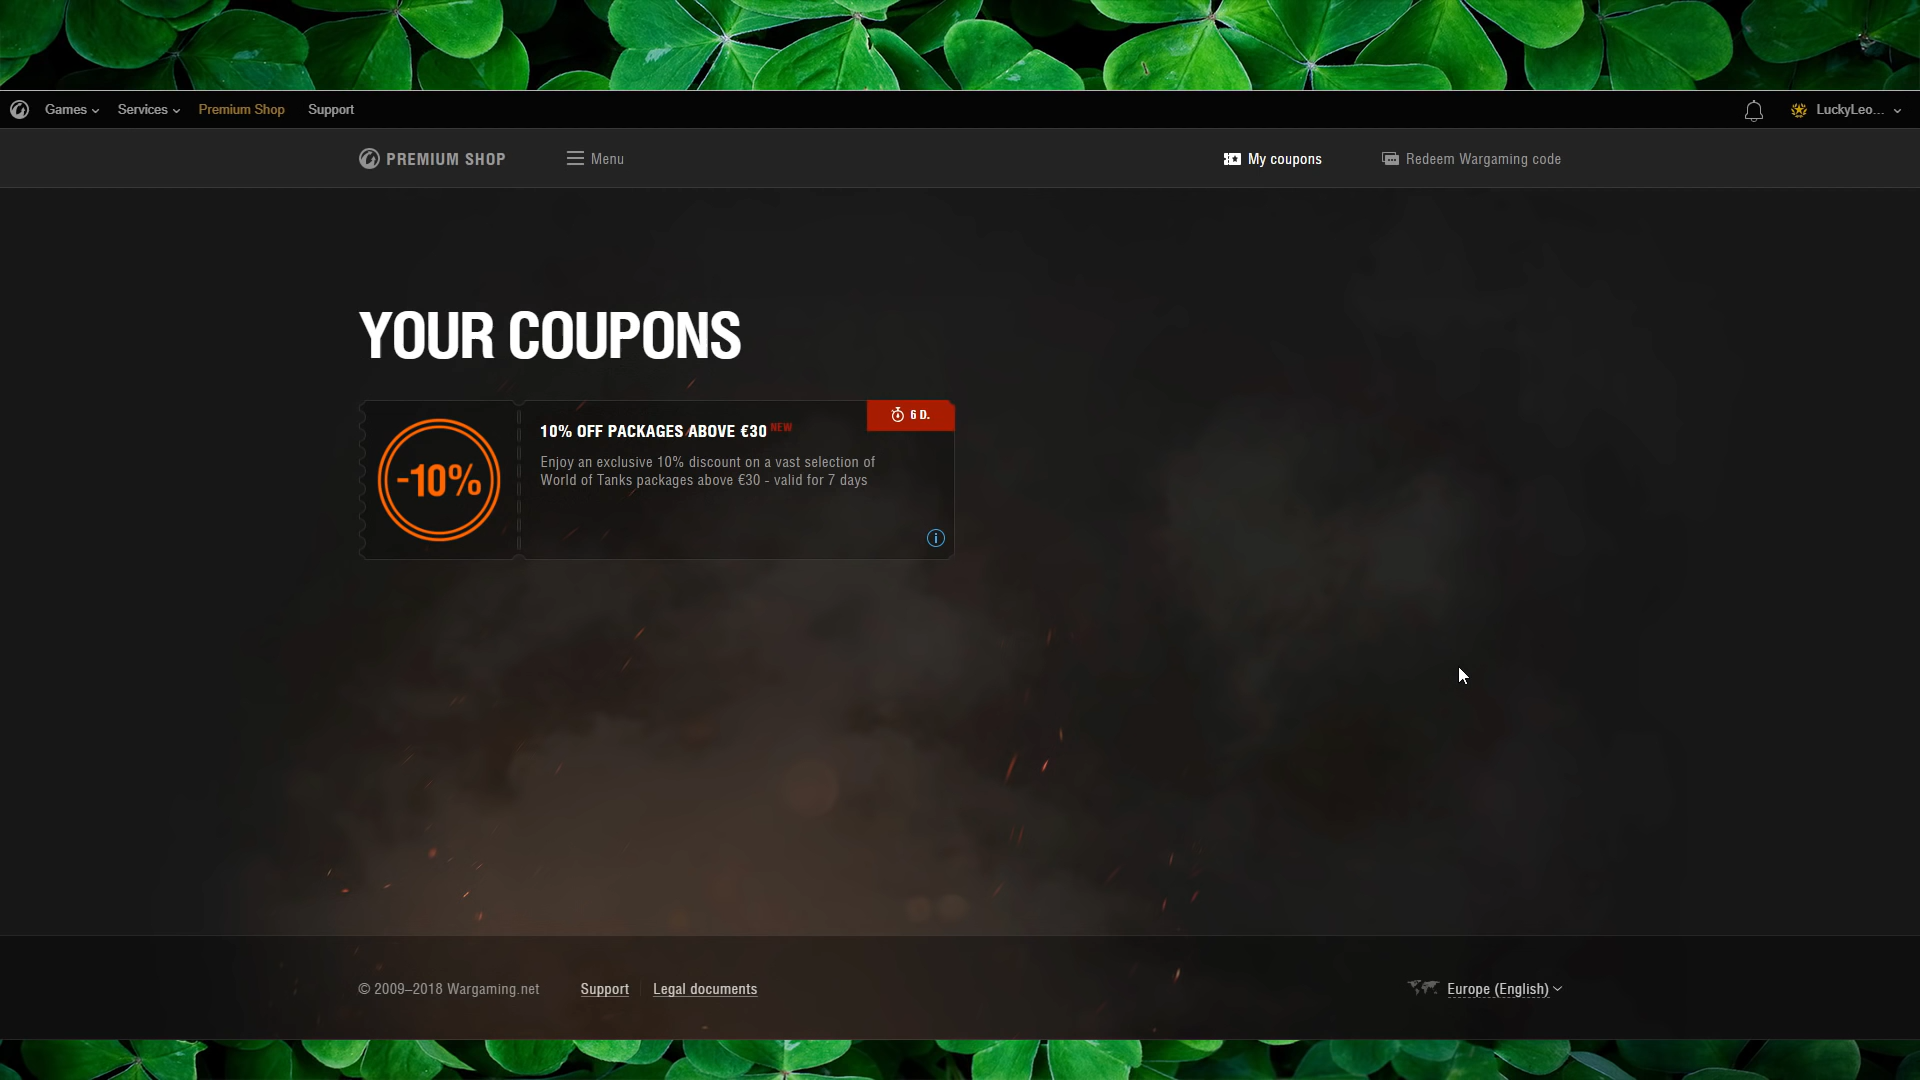 Games Services Premium Shop Support LuckyLeo...
PREMIUM SHOP Menu My coupons Redeem Wargaming code
YOUR COUPONS
6 D.
-10%
10% OFF PACKAGES ABOVE €30 NEW
Enjoy an exclusive 10% discount on a vast selection of
World of Tanks packages above €30 - valid for 7 days
© 2009–2018 Wargaming.net Support Legal documents Europe (English)